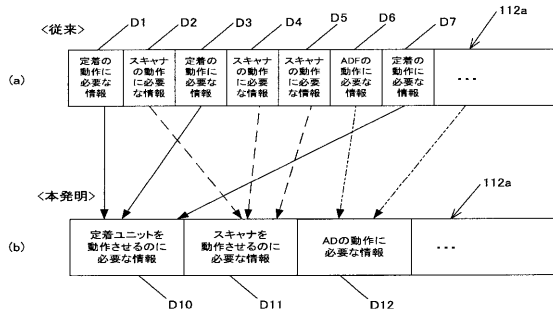 <従来>
D1 D2 D3 D4 D5 D6 D7 112a
(a)
定着の
動作に
必要な
情報
スキャナ
の動作
に必要
な情報
定着の
動作に
必要な
情報
スキャナ
の動作
に必要
な情報
スキャナ
の動作
に必要
な情報
ADFの
動作に
必要な
情報
定着の
動作に
必要な
情報
・・・
<本発明>
112a
(b)
定着ユニットを
動作させるのに
必要な情報
スキャナを
動作させるのに
必要な情報
ADの動作に
必要な情報
・・・
D10 D11 D12